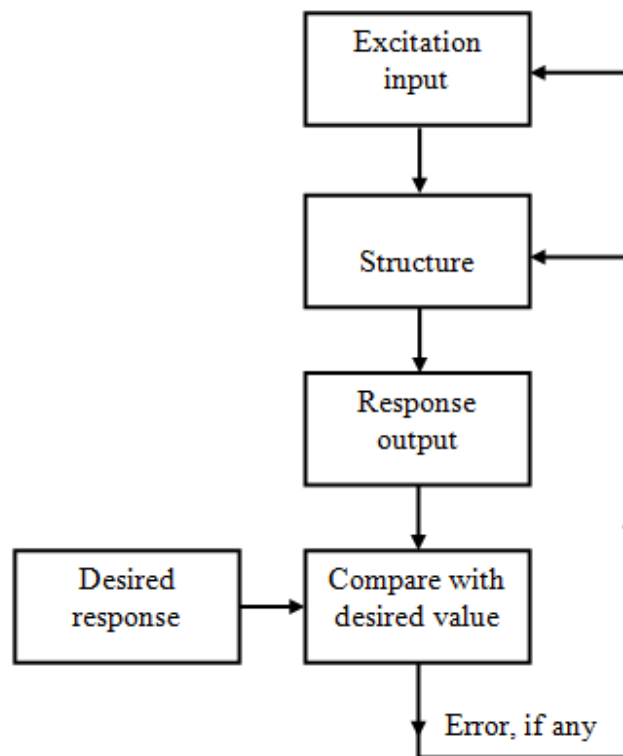 Excitation
input
Structure
Response
output
Desired
response
Compare with
desired value
Error, if any